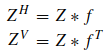 Z^H = Z * f
Z^V = Z * f^T